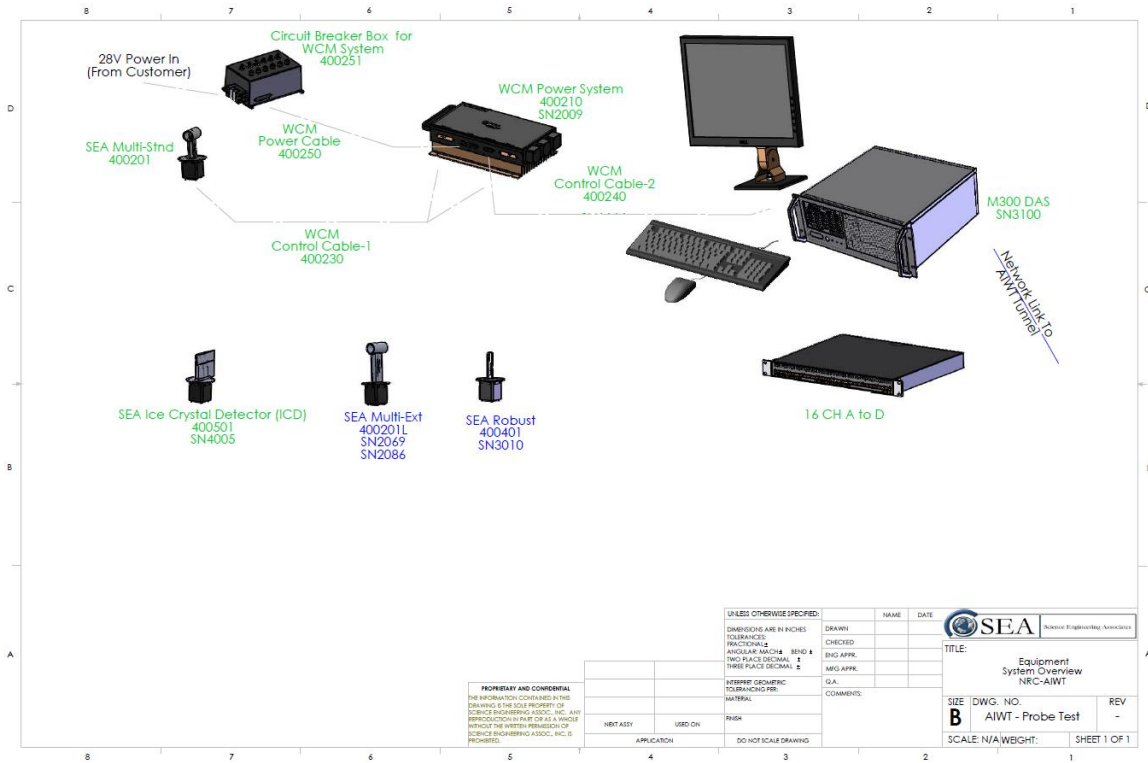 8 7 6 5 4 3 2 1
D
C
B
A
28V Power In
(From Customer)
Circuit Breaker Box for
WCM System
400251
SEA Multi-Stnd
400201
WCM
Power Cable
400250
WCM Power System
400210
SN2009
WCM
Control Cable-2
400240
WCM
Control Cable-1
400230
M300 DAS
SN3100
Network Link To
AIWT Tunnel
SEA Ice Crystal Detector (ICD)
400501
SN4005
SEA Multi-Ext
400201L
SN2069
SN2086
SEA Robust
400401
SN3010
16 CH A to D
PROPRIETARY AND CONFIDENTIAL
THE INFORMATION CONTAINED IN THIS
DRAWING IS THE SOLE PROPERTY OF
SCIENCE ENGINEERING ASSOC., INC. ANY
REPRODUCTION IN PART OR AS A WHOLE
WITHOUT THE WRITTEN PERMISSION OF
SCIENCE ENGINEERING ASSOC., INC. IS
PROHIBITED.
NEXT ASSY USED ON
APPLICATION
UNLESS OTHERWISE SPECIFIED:
DIMENSIONS ARE IN INCHES
TOLERANCES:
FRACTIONAL±
ANGULAR: MACH± BEND ±
TWO PLACE DECIMAL ±
THREE PLACE DECIMAL ±
INTERPRET GEOMETRIC
TOLERANCING PER:
MATERIAL
FINISH
DO NOT SCALE DRAWING
NAME DATE
DRAWN
CHECKED
ENG APPR.
MFG APPR.
Q.A.
COMMENTS:
SEA Science Engineering Associates
TITLE:
Equipment
System Overview
NRC-AIWT
SIZE DWG. NO. REV
B AIWT - Probe Test -
SCALE: N/A WEIGHT: SHEET 1 OF 1
8 7 6 5 4 3 2 1